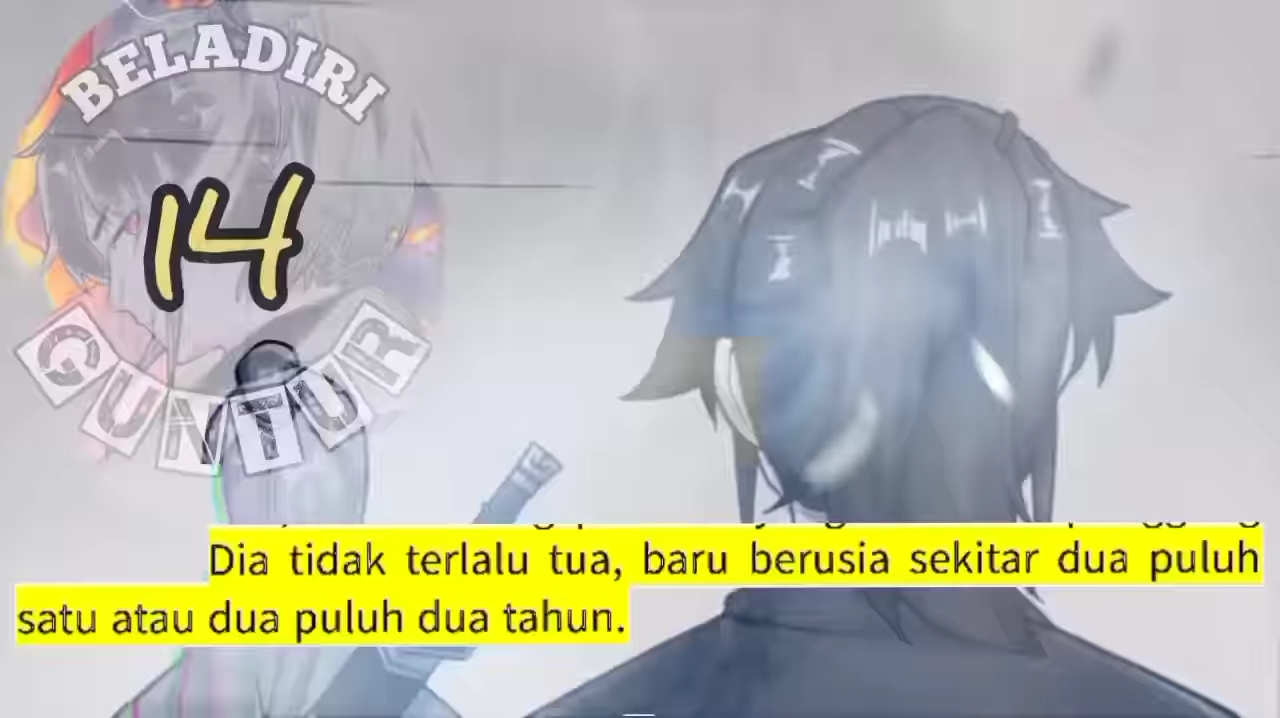 BELADIRI
14
GUNTUR
Dia tidak terlalu tua, baru berusia sekitar dua puluh
satu atau dua puluh dua tahun.